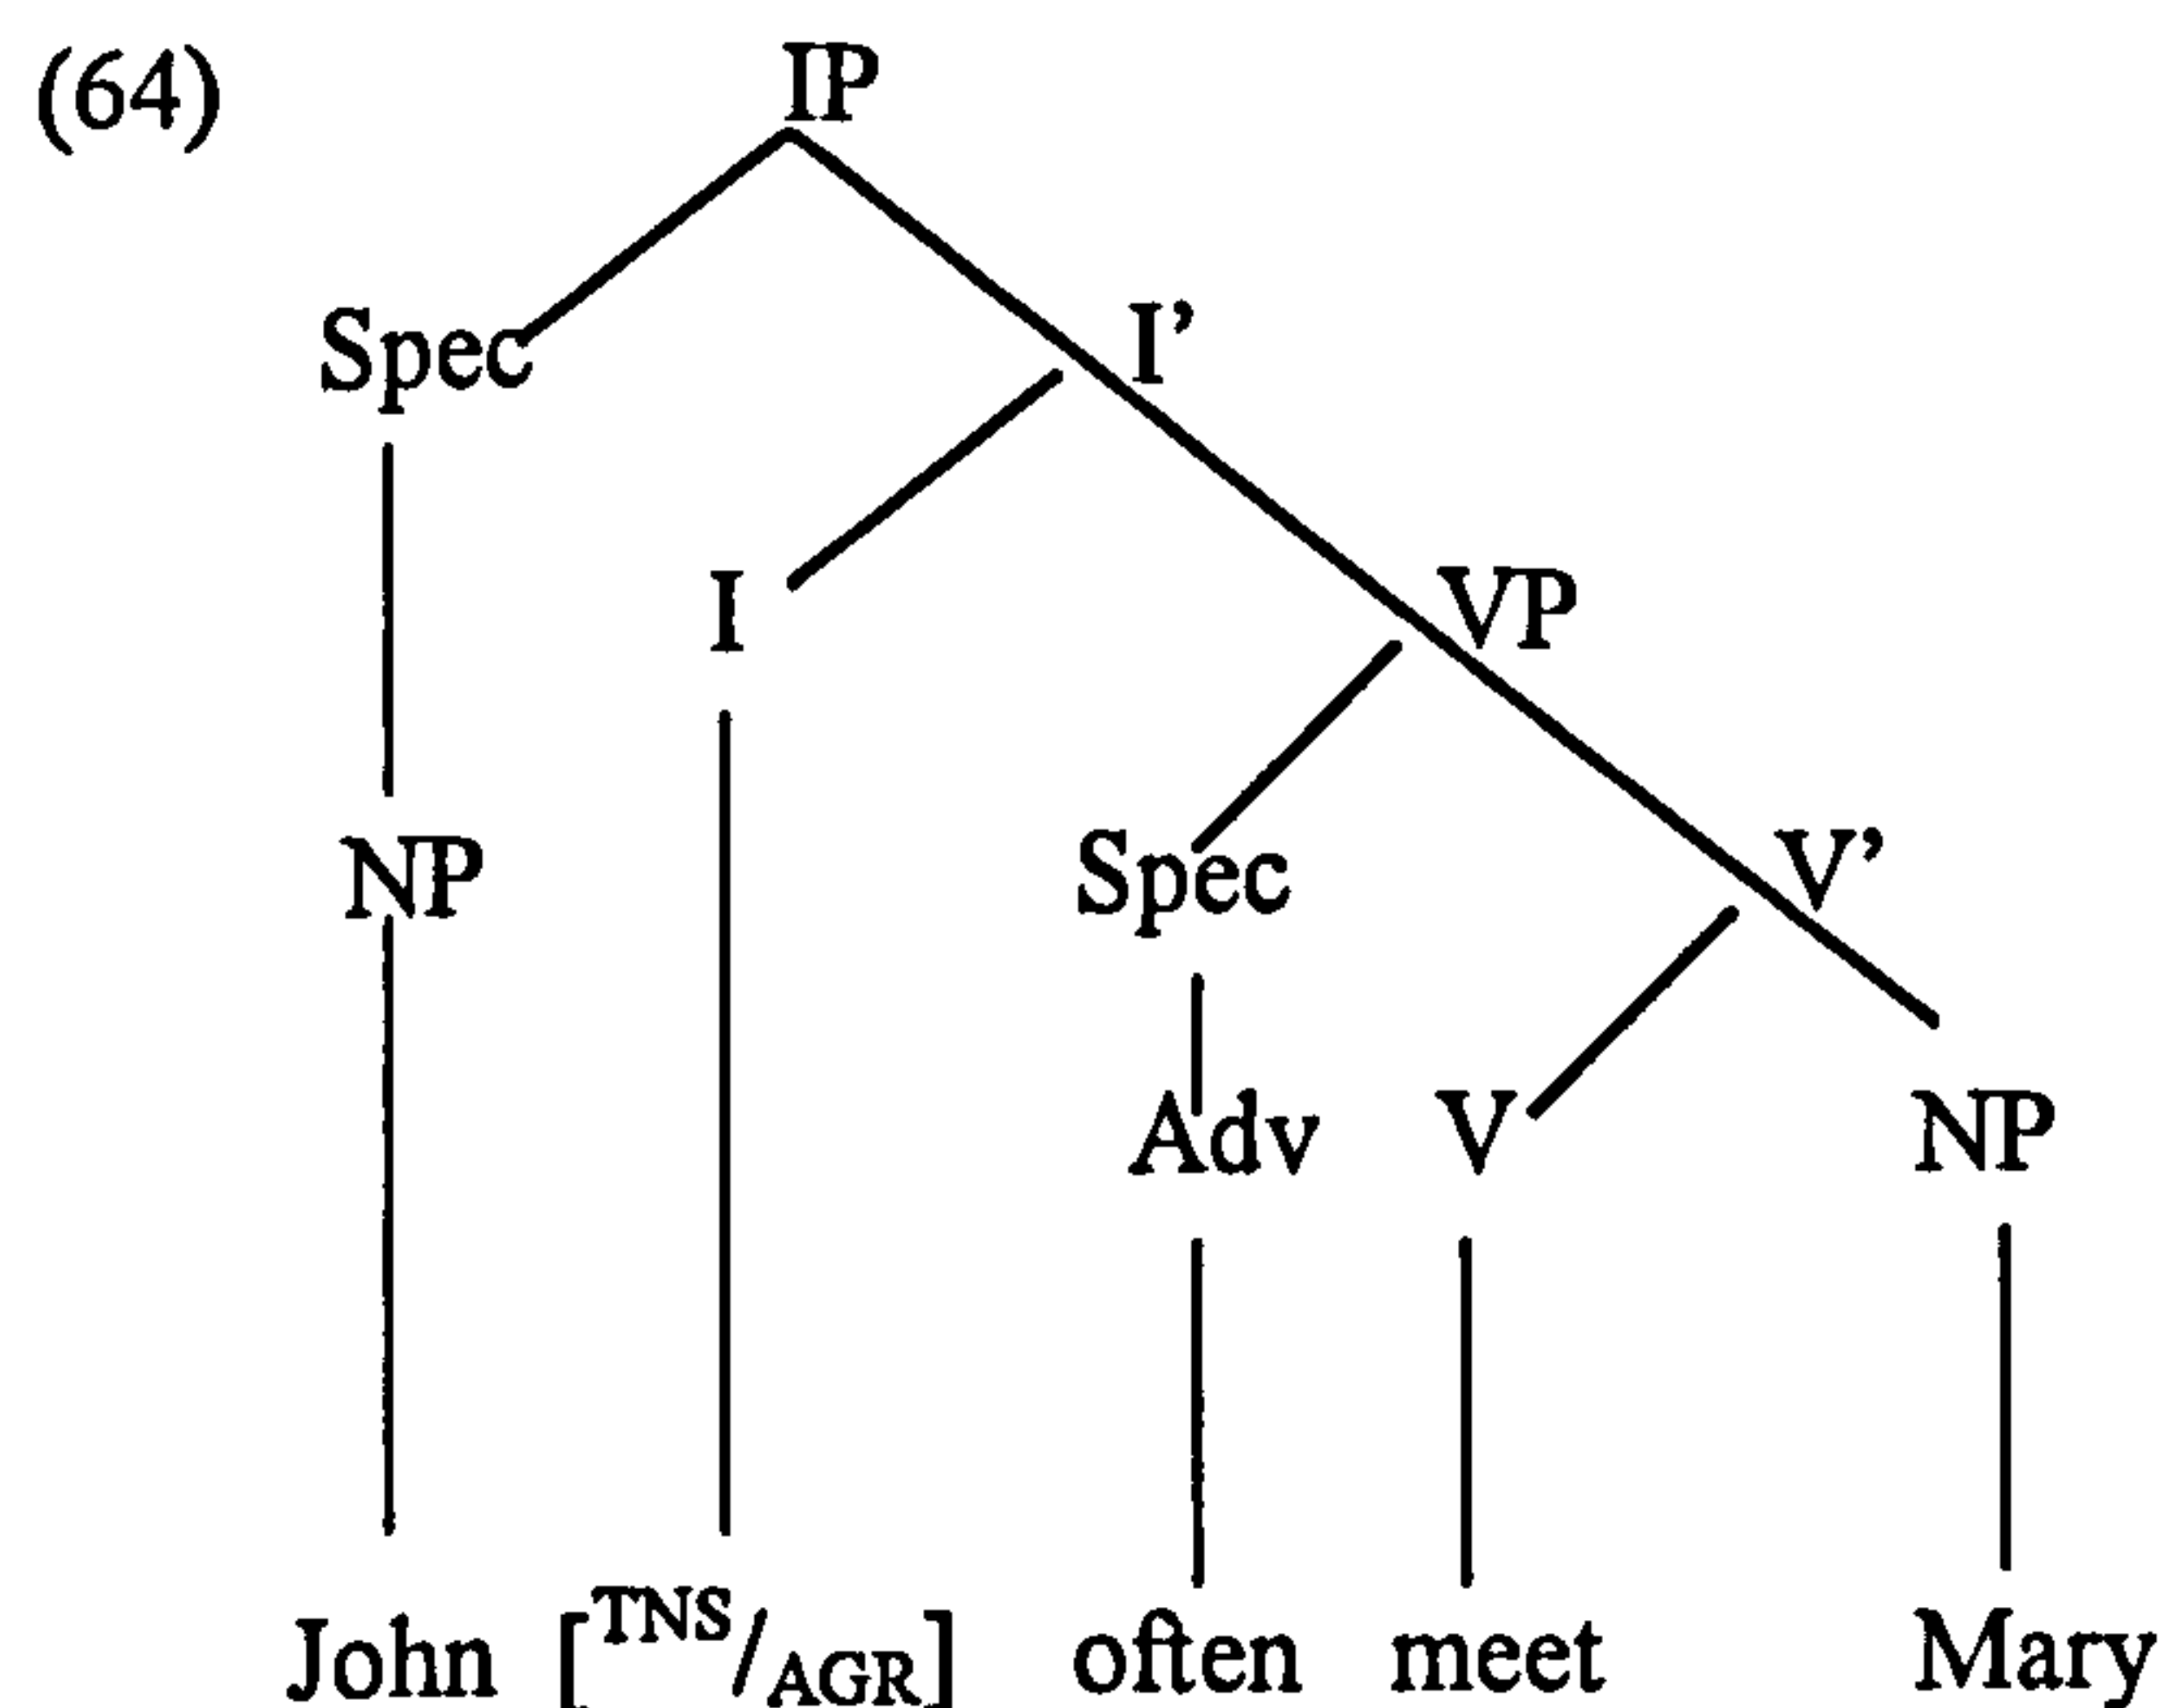 (64) IP
Spec I’
I VP
NP Spec V’
Adv V NP
John [TNS/AGR] often meet Mary